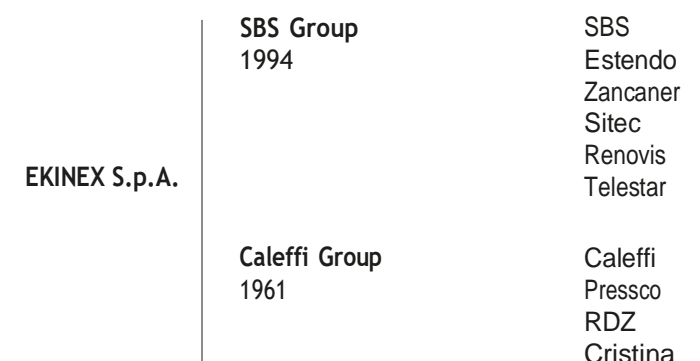 EKINEX S.p.A.
SBS Group
1994
SBS
Estendo
Zancaner
Sitec
Renovis
Telestar
Caleffi Group
1961
Caleffi
Pressco
RDZ
Cristina